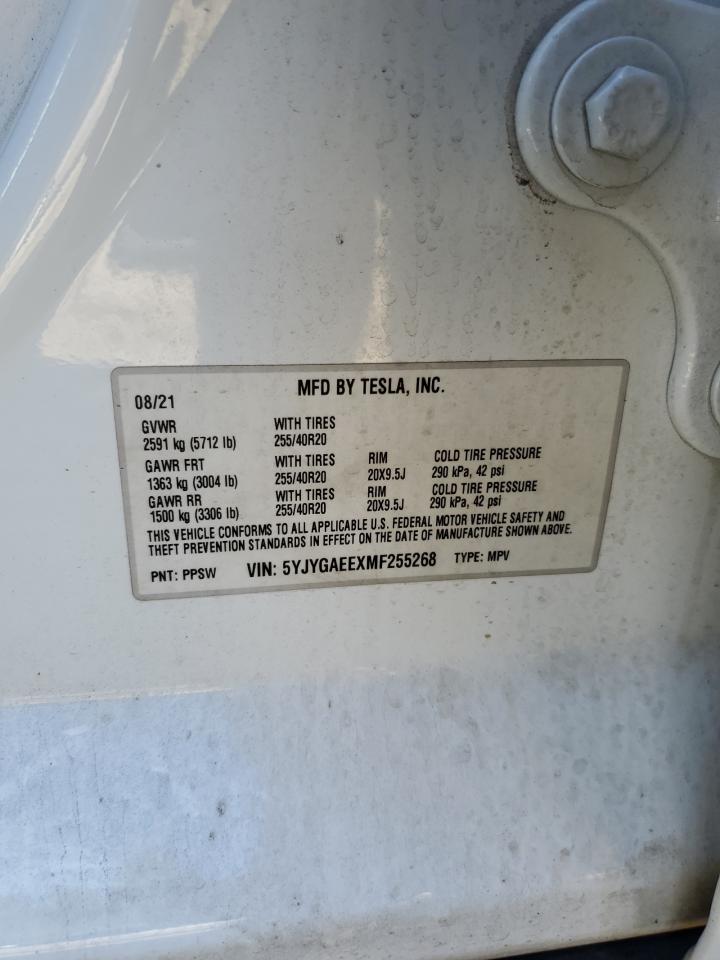 MFD BY TESLA, INC.
08/21
GVWR WITH TIRES
2591 kg (5712 lb) 255/40R20
GAWR FRT WITH TIRES RIM COLD TIRE PRESSURE
1363 kg (3004 lb) 255/40R20 20X9.5J 290 kPa, 42 psi
GAWR RR WITH TIRES RIM COLD TIRE PRESSURE
1500 kg (3306 lb) 255/40R20 20X9.5J 290 kPa, 42 psi
THIS VEHICLE CONFORMS TO ALL APPLICABLE U.S. FEDERAL MOTOR VEHICLE SAFETY AND
THEFT PREVENTION STANDARDS IN EFFECT ON THE DATE OF MANUFACTURE SHOWN ABOVE.
PNT: PPSW VIN: 5YJYGAEEXMF255268 TYPE: MPV